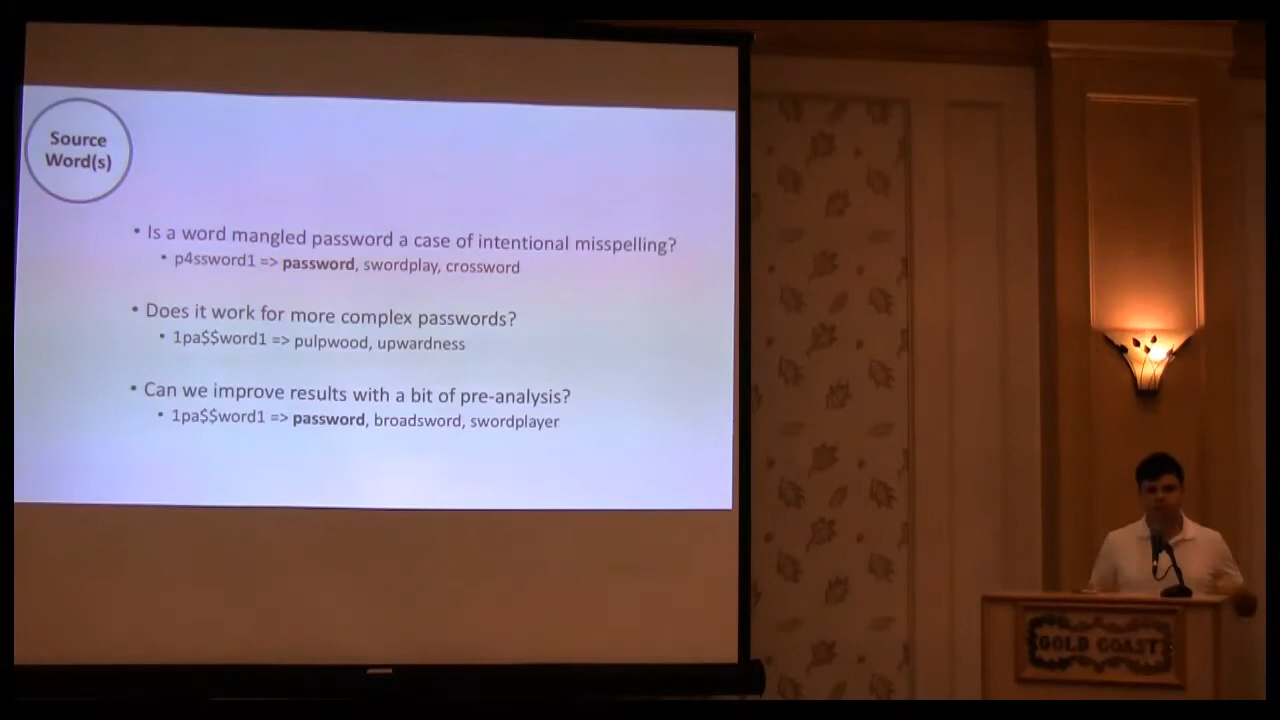 Source
Word(s)
• Is a word mangled password a case of intentional misspelling?
• p4ssword1 => password, swordplay, crossword
• Does it work for more complex passwords?
• 1pa$$word1 => pulpwood, upwardness
• Can we improve results with a bit of pre-analysis?
• 1pa$$word1 => password, broadsword, swordplayer
GOLD COAST